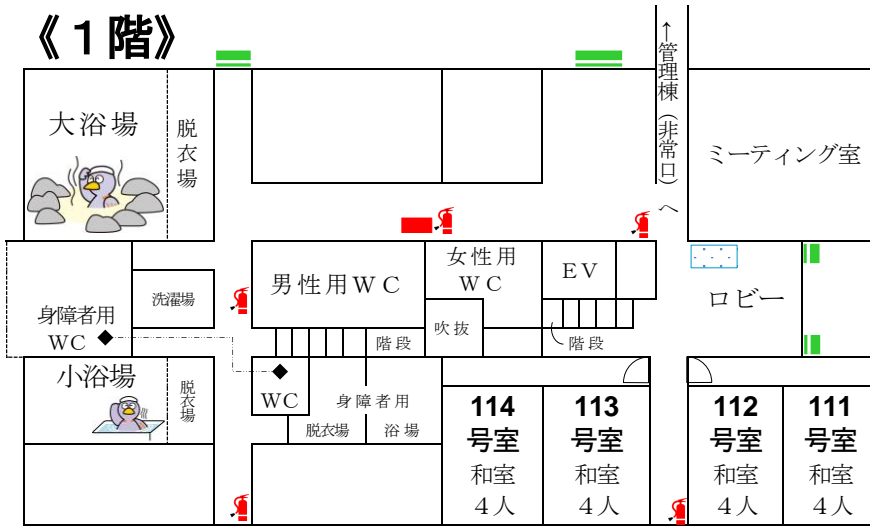 《１階》
大浴場
脱衣場
←管理棟（非常口）へ
ミーティング室
身障者用
WC
洗濯場
男性用ＷＣ
女性用
ＷＣ
ＥＶ
ロビー
階段
吹抜
階段
小浴場
脱衣場
WC
身障者用
脱衣場
浴場
114
号室
和室
４人
113
号室
和室
４人
112
号室
和室
４人
111
号室
和室
４人